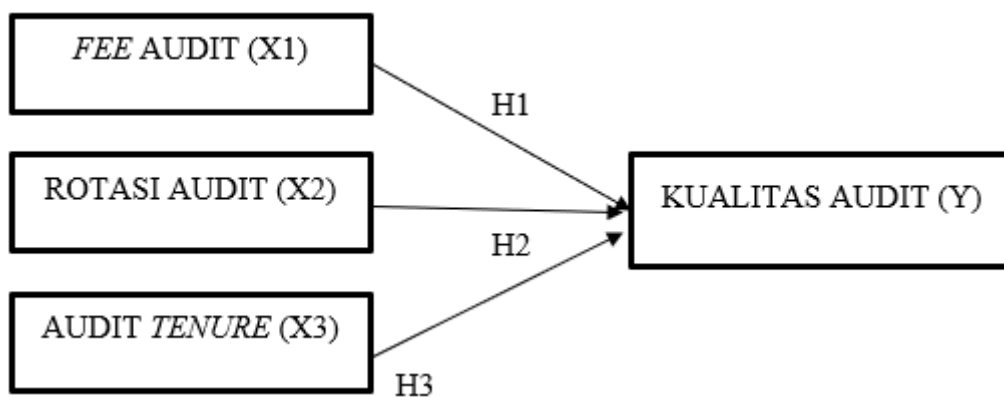 FEE AUDIT (X1)
H1
ROTASI AUDIT (X2)
KUALITAS AUDIT (Y)
H2
AUDIT TENURE (X3)
H3